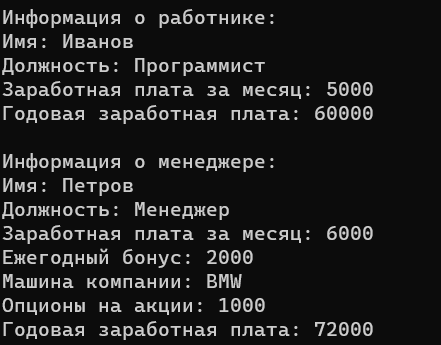 Информация о работнике:
Имя: Иванов
Должность: Программист
Заработная плата за месяц: 5000
Годовая заработная плата: 60000
Информация о менеджере:
Имя: Петров
Должность: Менеджер
Заработная плата за месяц: 6000
Ежегодный бонус: 2000
Машина компании: BMW
Опционы на акции: 1000
Годовая заработная плата: 72000